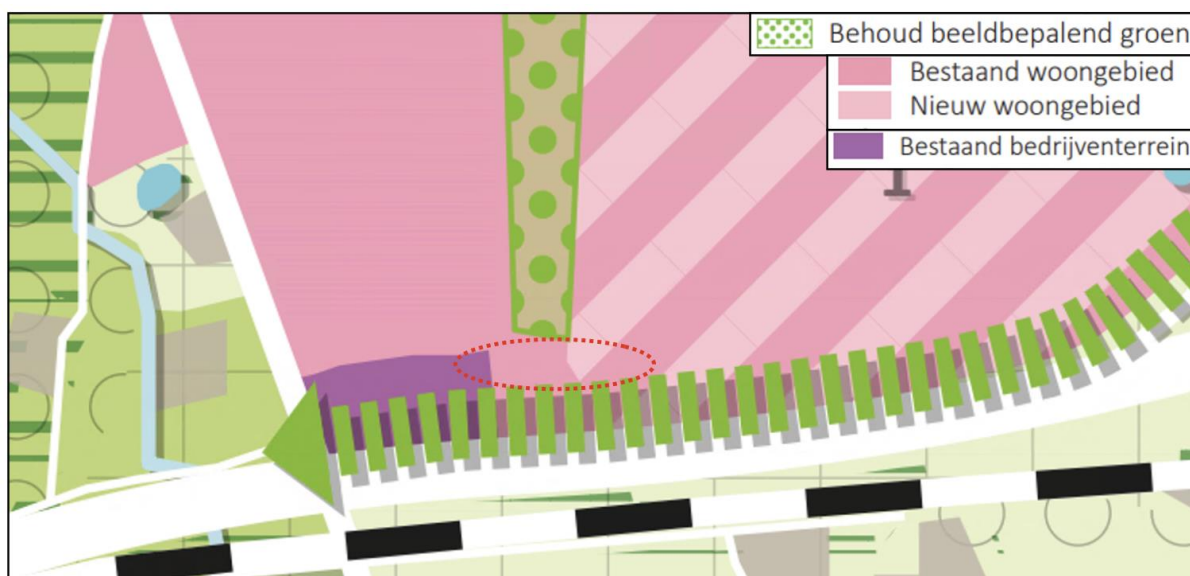 Behoud beeldbepalend groen
Bestaand woongebied
Nieuw woongebied
Bestaand bedrijventerrein